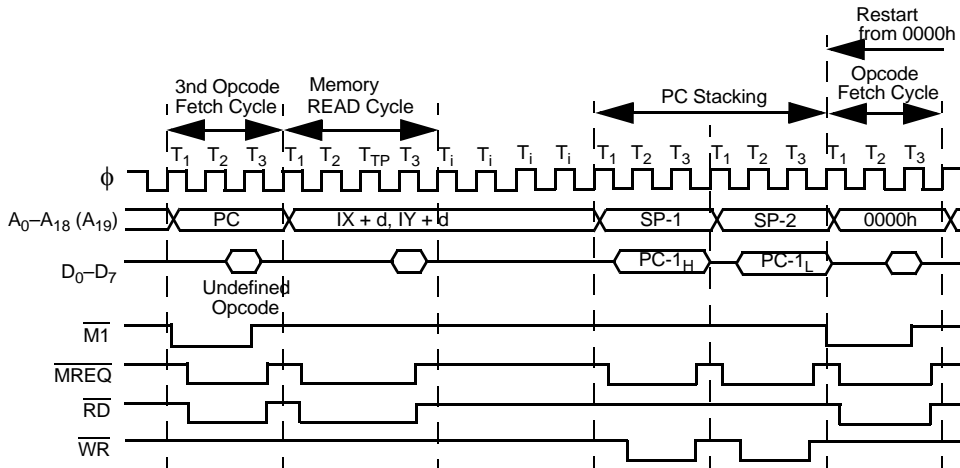 Restart
from 0000h
3nd Opcode
Fetch Cycle
Memory
READ Cycle
PC Stacking
Opcode
Fetch Cycle
T1 T2 T3 T1 T2 TTP T3 Ti Ti Ti Ti T1 T2 T3 T1 T2 T3 T1 T2 T3
ϕ
A0–A18 (A19) PC IX + d, IY + d SP-1 SP-2 0000h
D0–D7 PC-1H PC-1L
Undefined
Opcode
M1
MREQ
RD
WR